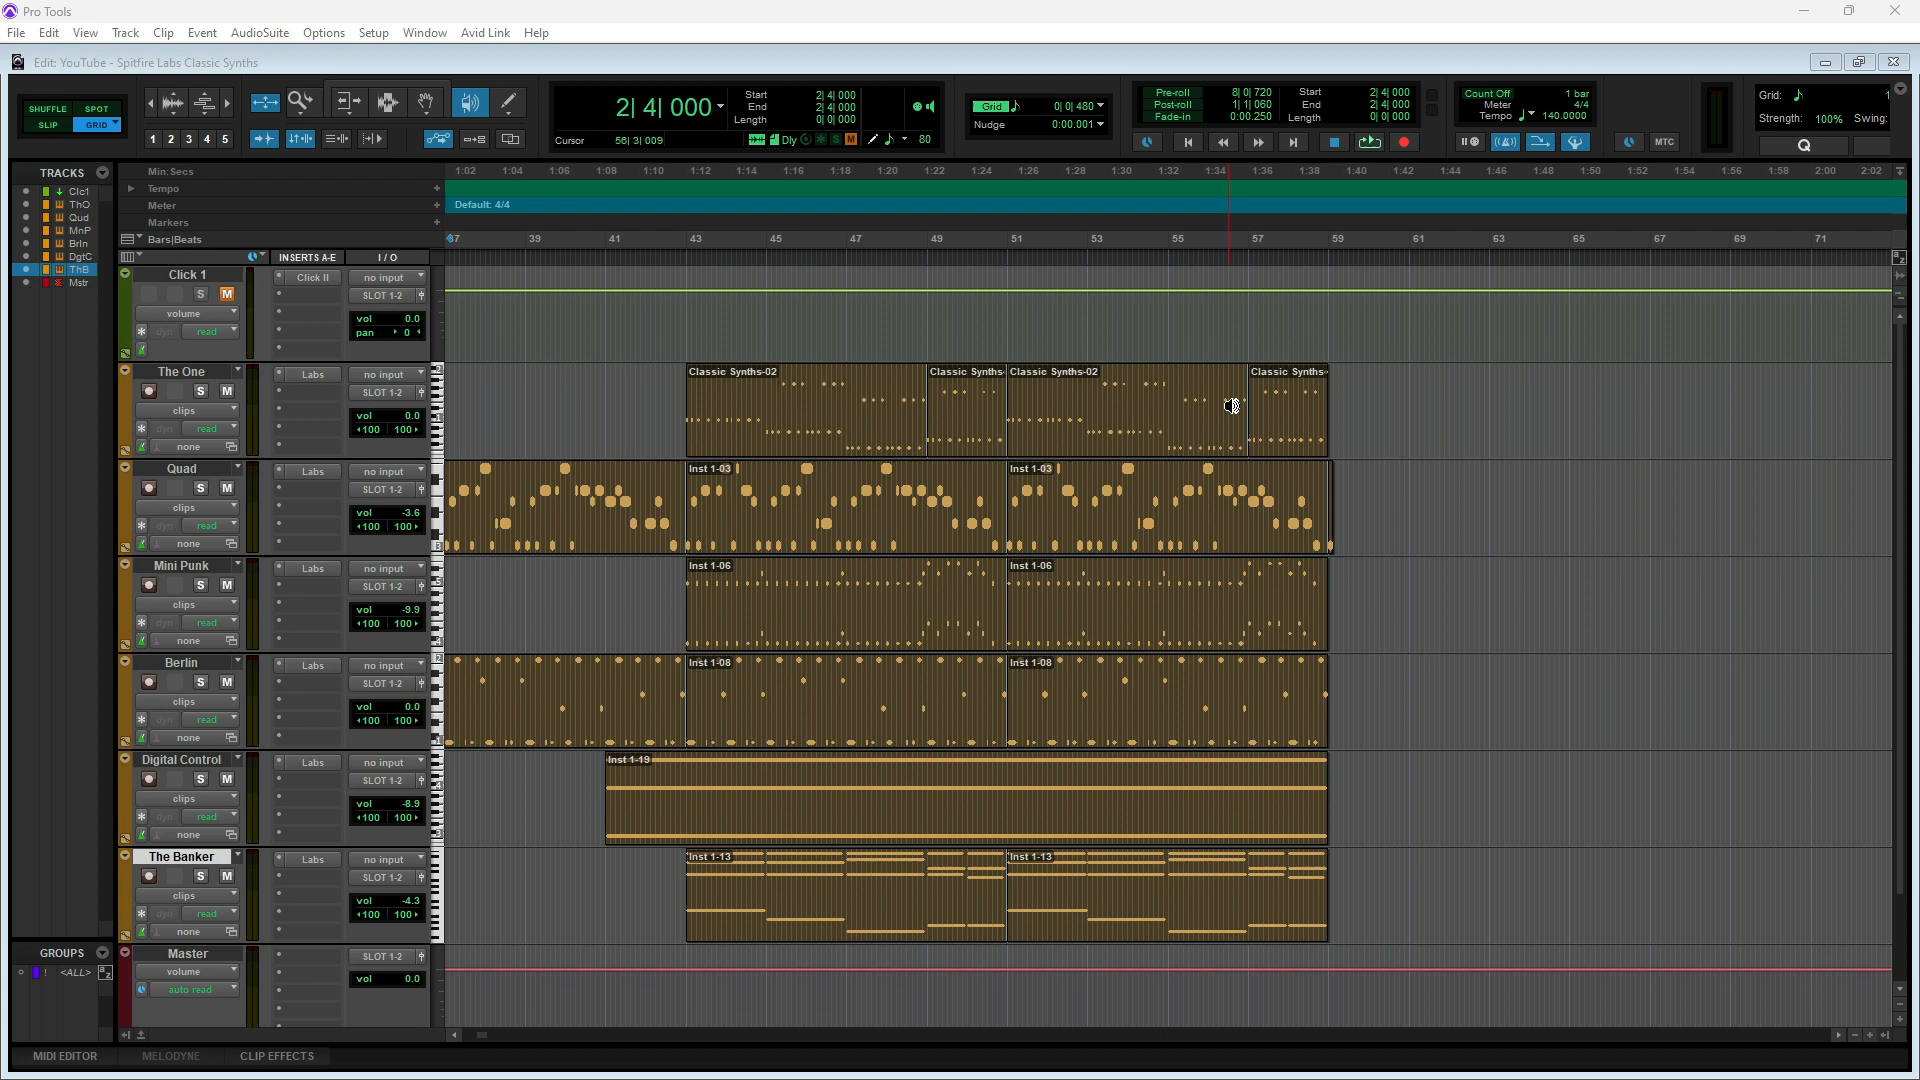 Pro Tools
File Edit View Track Clip Event AudioSuite Options Setup Window Avid Link Help
Edit: YouTube - Spitfire Labs Classic Synths
SHUFFLE SPOT
SLIP GRID
1 2 3 4 5
2| 4| 000
Start 2| 4| 000
End 2| 4| 000
Length 0| 0| 000
Cursor 56| 3| 009
Dly S M 80
Grid 0| 0| 480
Nudge 0:00.001
Pre-roll 8| 0| 720
Post-roll 1| 1| 060
Fade-in 0:00.250
Start 2| 4| 000
End 2| 4| 000
Length 0| 0| 000
Count Off 1 bar
Meter 4/4
Tempo 140.0000
MTC
Grid: 1
Strength: 100% Swing:
Q
TRACKS
Clc1
ThO
Qud
MnP
Brln
DgtC
ThB
Mstr
Min:Secs 1:02 1:04 1:06 1:08 1:10 1:12 1:14 1:16 1:18 1:20 1:22 1:24 1:26 1:28 1:30 1:32 1:34 1:36 1:38 1:40 1:42 1:44 1:46 1:48 1:50 1:52 1:54 1:56 1:58 2:00 2:02
Tempo
Meter Default: 4/4
Markers
Bars|Beats 37 39 41 43 45 47 49 51 53 55 57 59 61 63 65 67 69 71
INSERTS A-E I / O
Click 1 Click II no input
S M SLOT 1-2
volume vol 0.0
dyn read pan 0
The One Labs no input
S M SLOT 1-2
clips vol 0.0
dyn read 100 100
none
Classic Synths-02 Classic Synths- Classic Synths-02 Classic Synths-
Quad Labs no input
S M SLOT 1-2
clips vol -3.6
dyn read 100 100
none
Inst 1-03 Inst 1-03
Mini Punk Labs no input
S M SLOT 1-2
clips vol -9.9
dyn read 100 100
none
Inst 1-06 Inst 1-06
Berlin Labs no input
S M SLOT 1-2
clips vol 0.0
dyn read 100 100
none
Inst 1-08 Inst 1-08
Digital Control Labs no input
S M SLOT 1-2
clips vol -8.9
dyn read 100 100
none
Inst 1-19
The Banker Labs no input
S M SLOT 1-2
clips vol -4.3
dyn read 100 100
none
Inst 1-13 Inst 1-13
Master SLOT 1-2
volume vol 0.0
auto read
GROUPS
! <ALL> a z
MIDI EDITOR MELODYNE CLIP EFFECTS